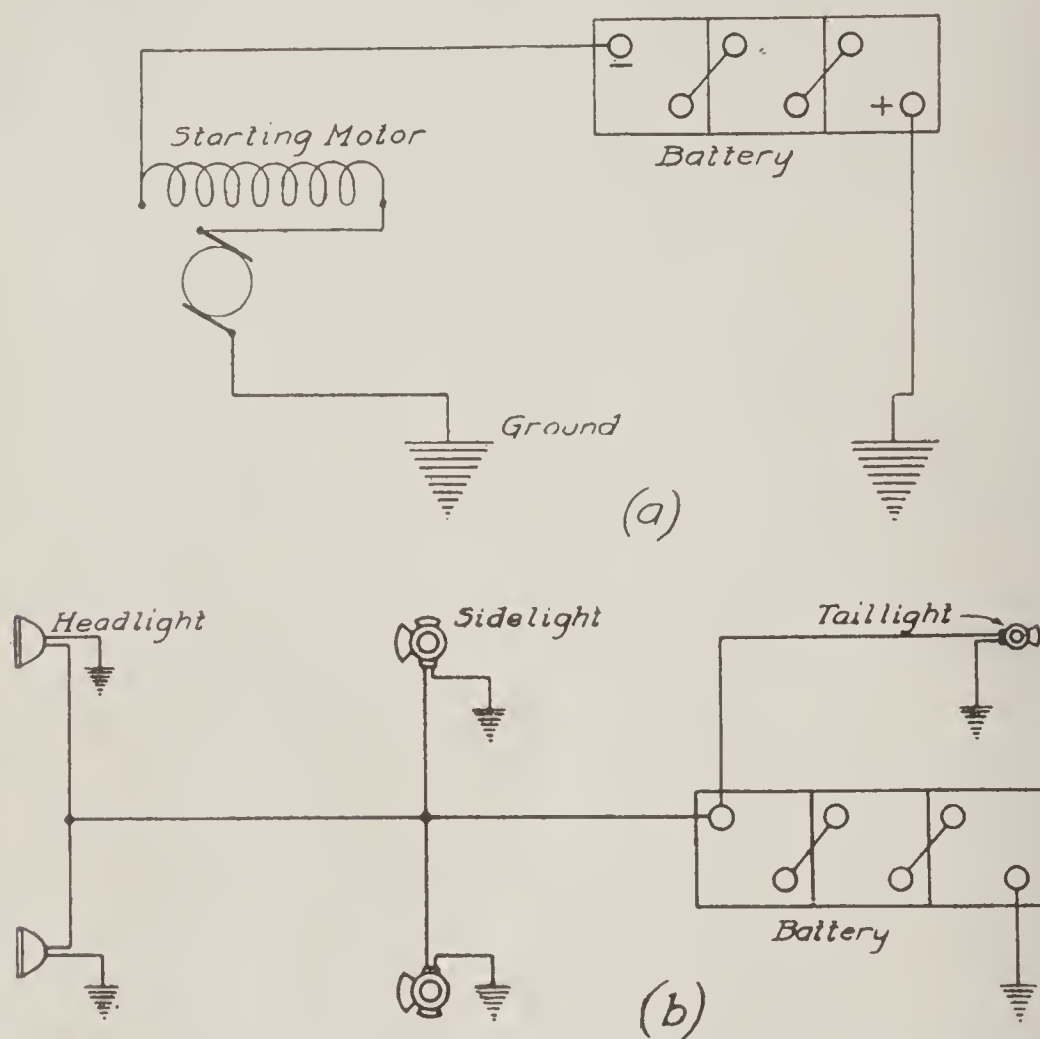 Starting Motor
−
+
Battery
Ground
(a)
Headlight
Sidelight
Taillight
Battery
(b)